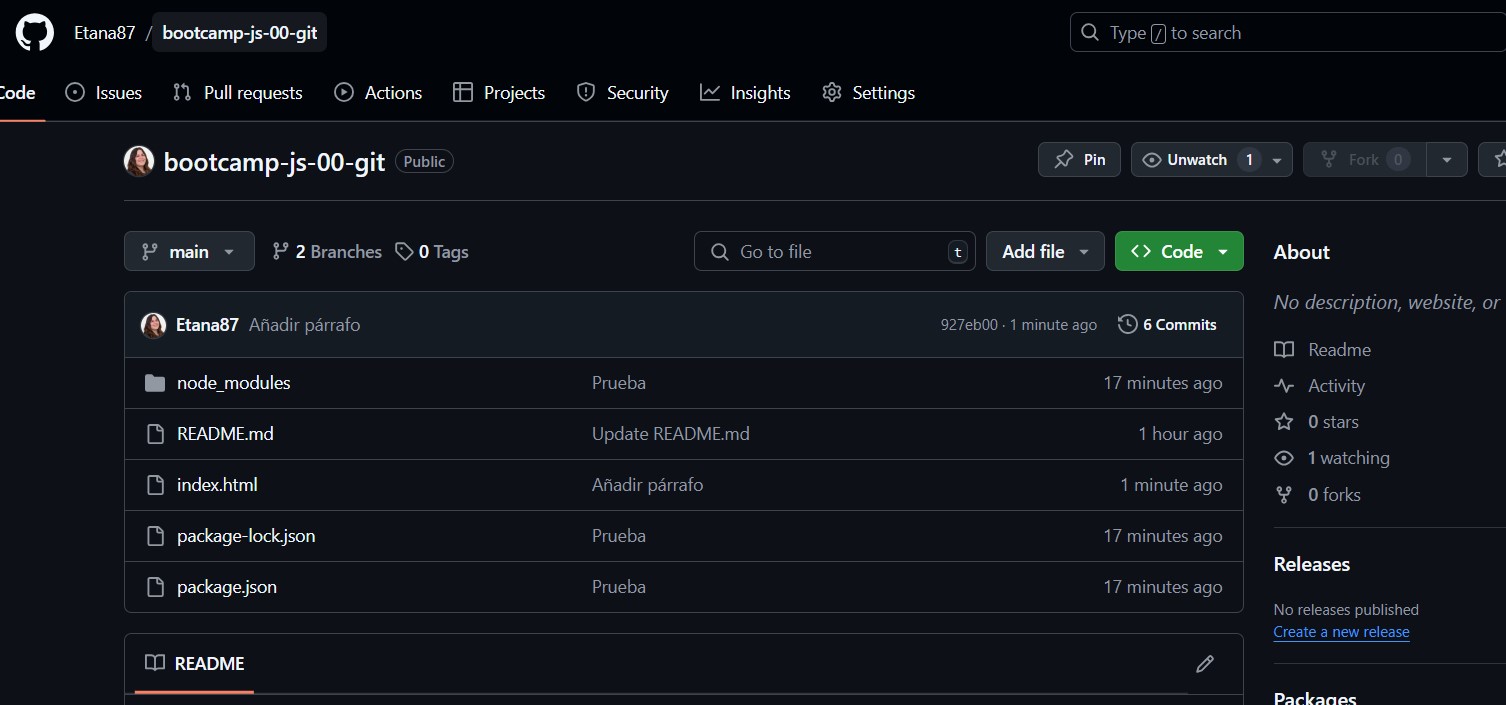 Etana87 / bootcamp-js-00-git Type / to search
Code Issues Pull requests Actions Projects Security Insights Settings
bootcamp-js-00-git Public Pin Unwatch 1 Fork 0
main 2 Branches 0 Tags Go to file t Add file Code
About
No description, website, or
Etana87 Añadir párrafo 927eb00 · 1 minute ago 6 Commits
node_modules Prueba 17 minutes ago
README.md Update README.md 1 hour ago
index.html Añadir párrafo 1 minute ago
package-lock.json Prueba 17 minutes ago
package.json Prueba 17 minutes ago
README
Readme
Activity
0 stars
1 watching
0 forks
Releases
No releases published
Create a new release
Packages